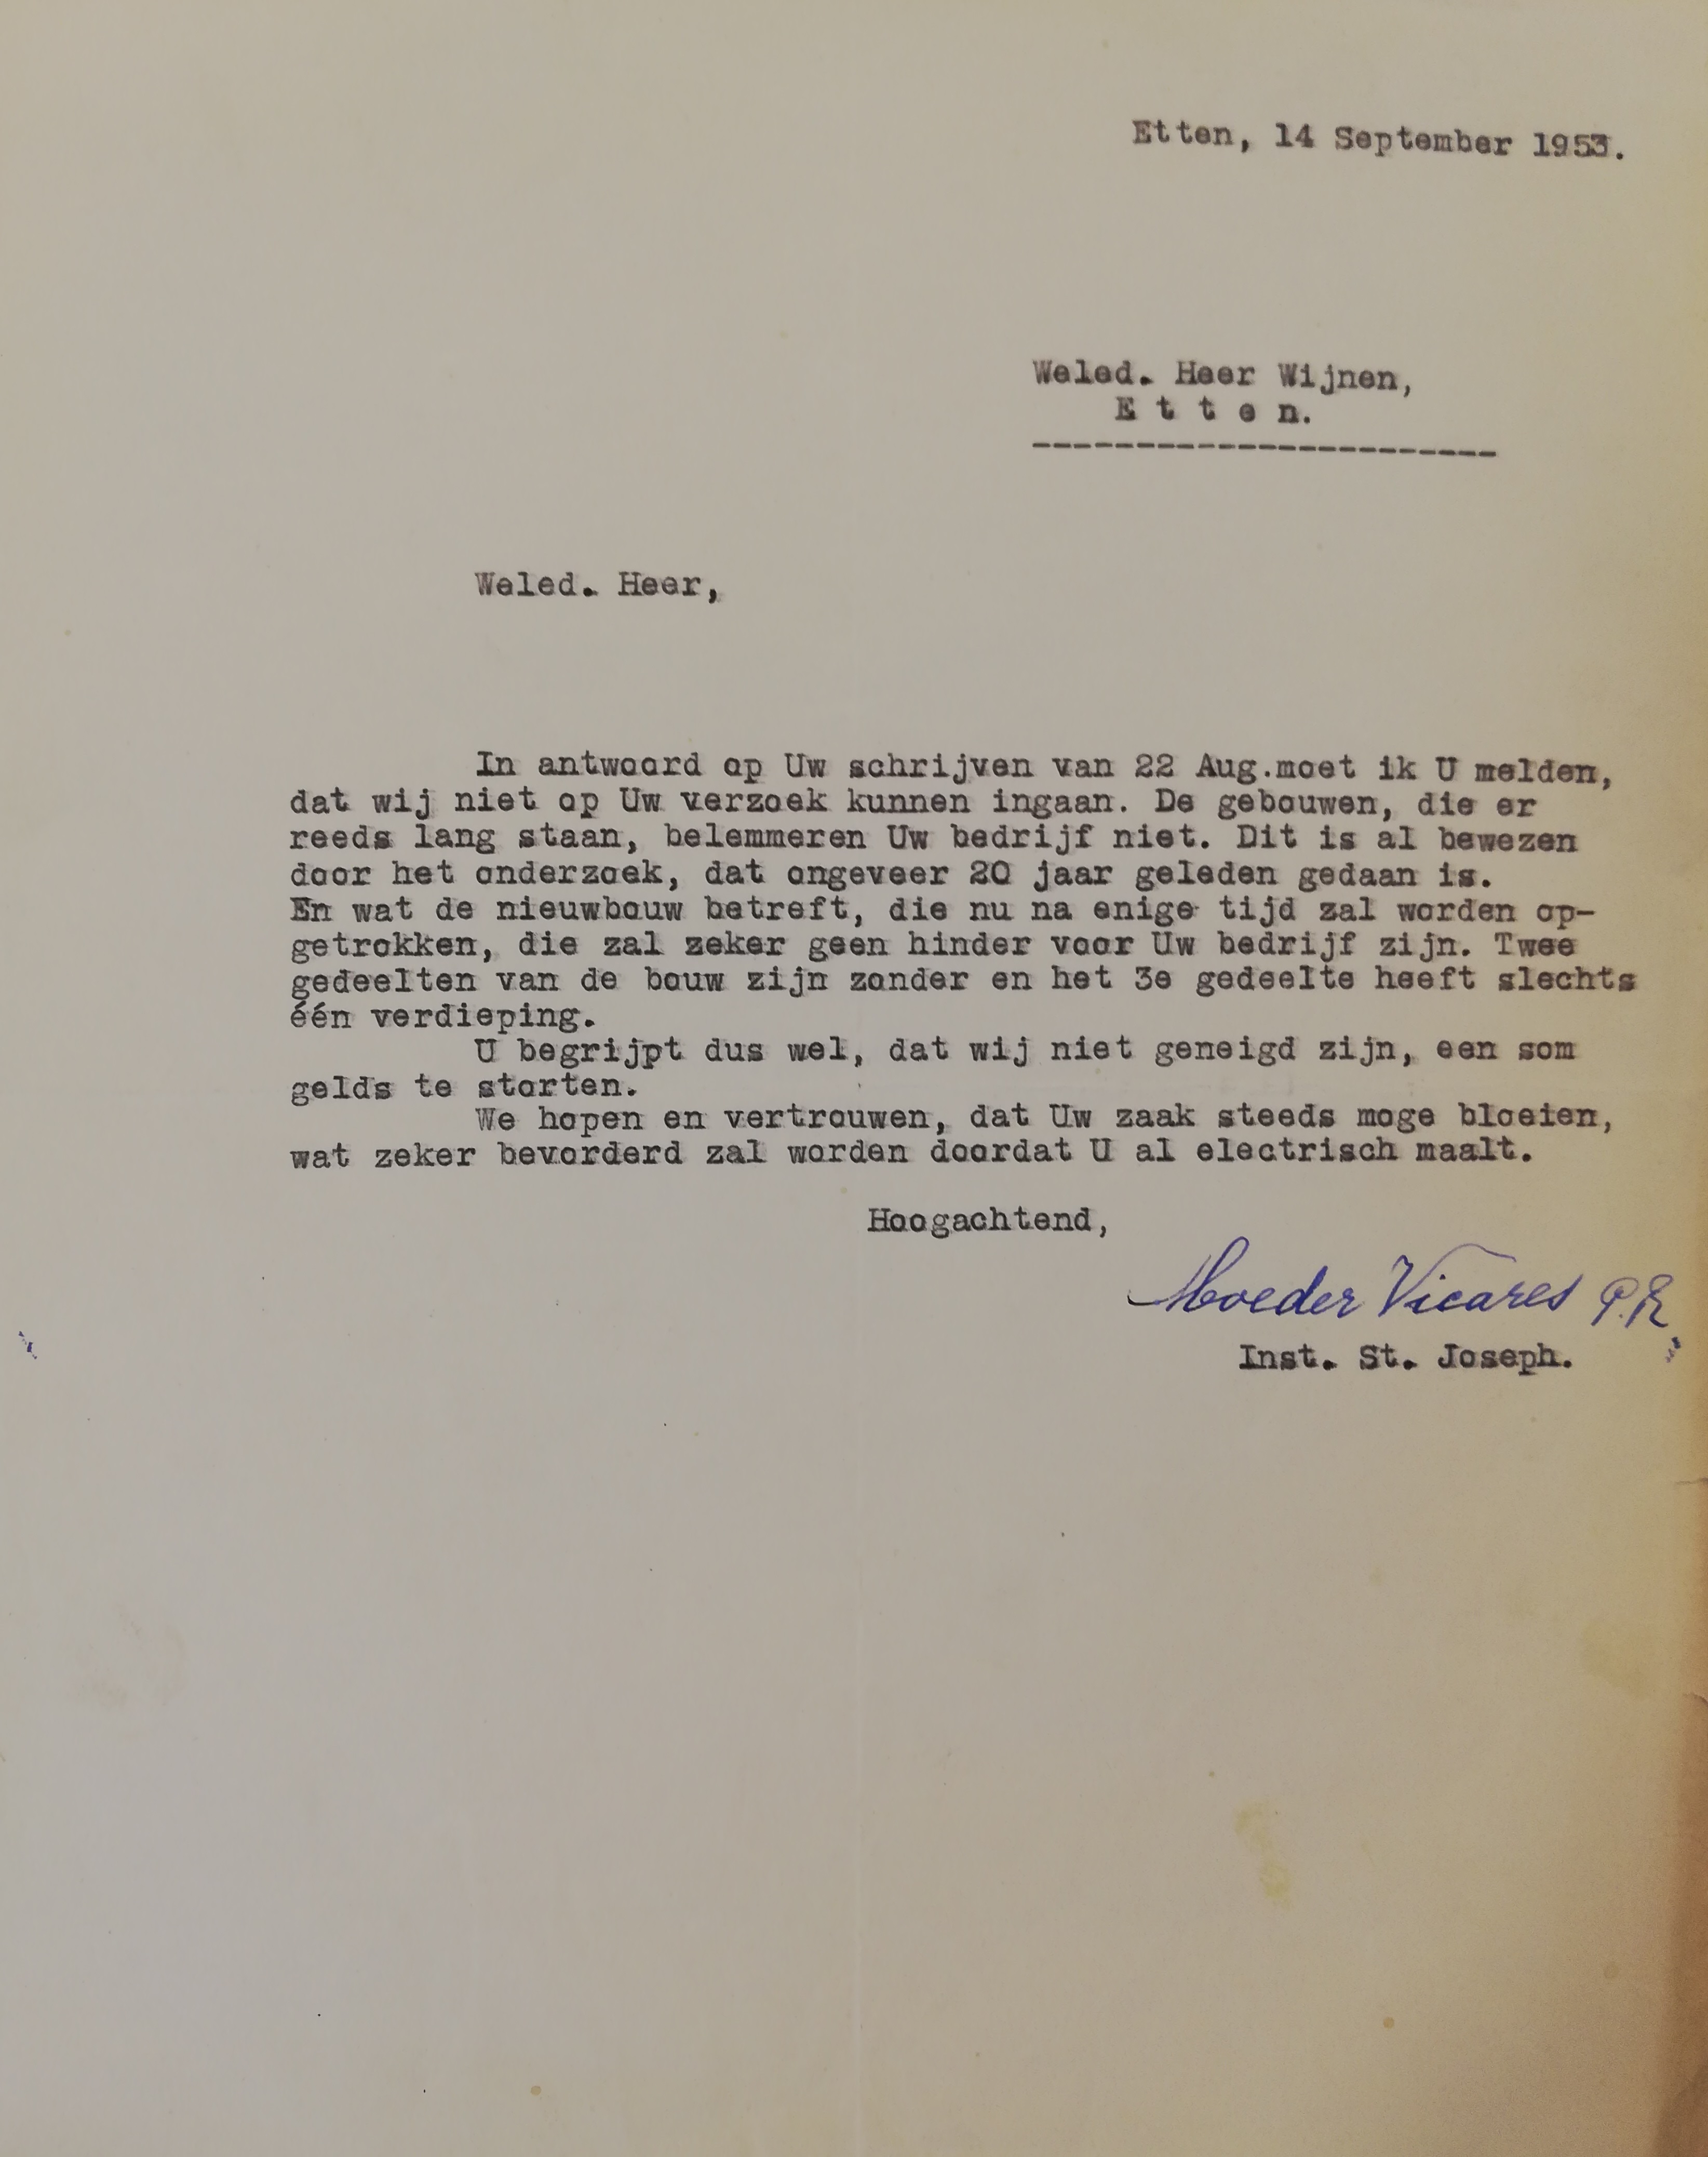 Etten, 14 September 1953.
Weled. Heer Wijnen,
E t t e n.
-----------------------
Weled. Heer,
In antwoord op Uw schrijven van 22 Aug.moet ik U melden,
dat wij niet op Uw verzoek kunnen ingaan. De gebouwen, die er
reeds lang staan, belemmeren Uw bedrijf niet. Dit is al bewezen
door het onderzoek, dat ongeveer 20 jaar geleden gedaan is.
En wat de nieuwbouw betreft, die nu na enige tijd zal worden op-
getrokken, die zal zeker geen hinder voor Uw bedrijf zijn. Twee
gedeelten van de bouw zijn zonder en het 3e gedeelte heeft slechts
één verdieping.
U begrijpt dus wel, dat wij niet geneigd zijn, een som
gelds te storten.
We hopen en vertrouwen, dat Uw zaak steeds moge bloeien,
wat zeker bevorderd zal worden doordat U al electrisch maalt.
Hoogachtend,
Moeder Vicares P.R.
Inst. St. Joseph.